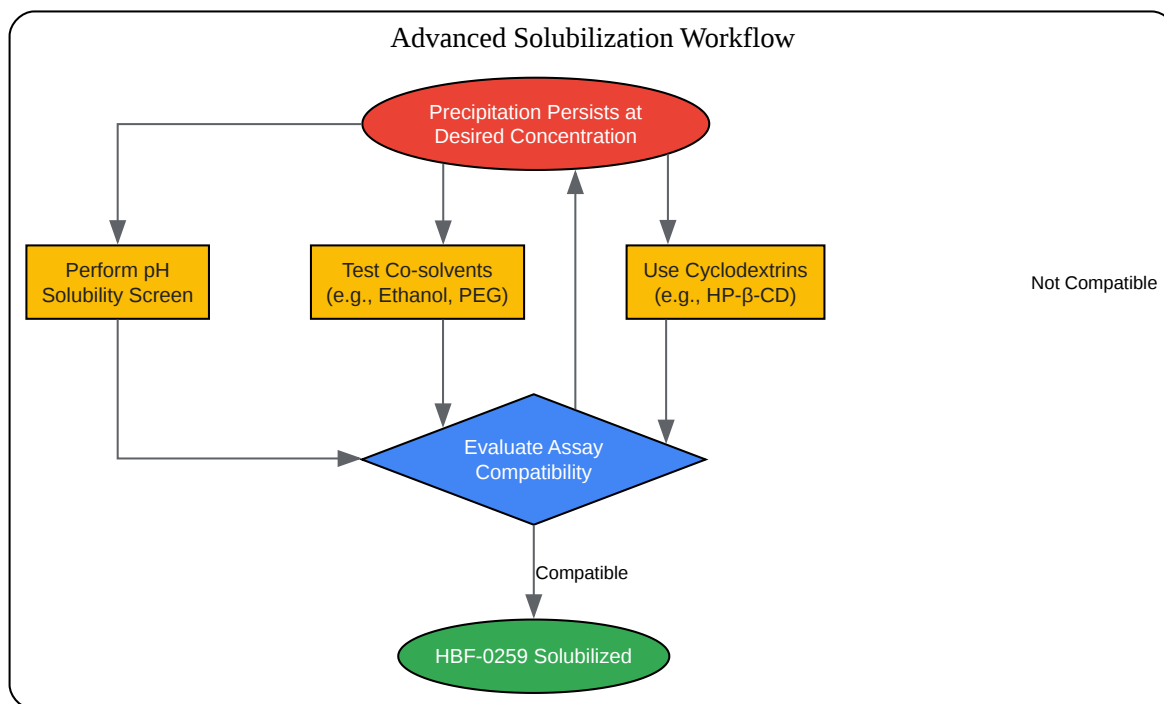 Advanced Solubilization Workflow
Precipitation Persists at
Desired Concentration
Perform pH
Solubility Screen
Test Co-solvents
(e.g., Ethanol, PEG)
Use Cyclodextrins
(e.g., HP-β-CD)
Not Compatible
Evaluate Assay
Compatibility
Compatible
HBF-0259 Solubilized